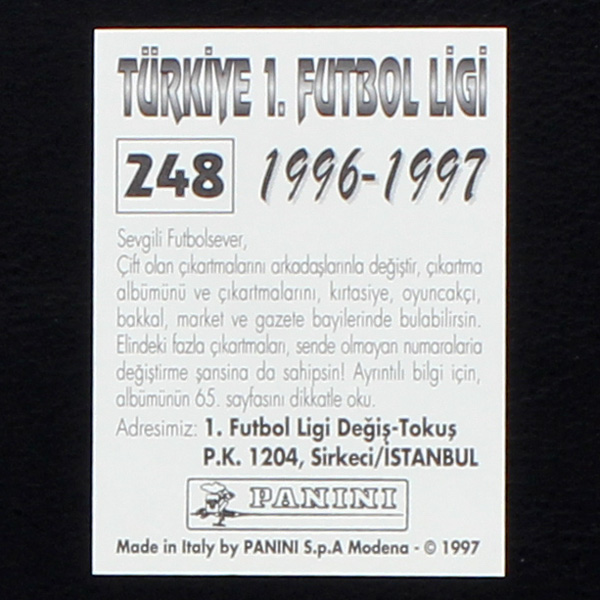 TÜRKİYE 1. FUTBOL LİGİ
248 1996-1997
Sevgili Futbolsever,
Çift olan çıkartmalarını arkadaşlarınla değiştir, çıkartma
albümünü ve çıkartmalarını, kırtasiye, oyuncakçı,
bakkal, market ve gazete bayilerinde bulabilirsin.
Elindeki fazla çıkartmaları, sende olmayan numaralarla
değiştirme şansına da sahipsin! Ayrıntılı bilgi için,
albümünün 65. sayfasını dikkatle oku.
Adresimiz: 1. Futbol Ligi Değiş-Tokuş
P.K. 1204, Sirkeci/İSTANBUL
PANINI
Made in Italy by PANINI S.p.A Modena - © 1997